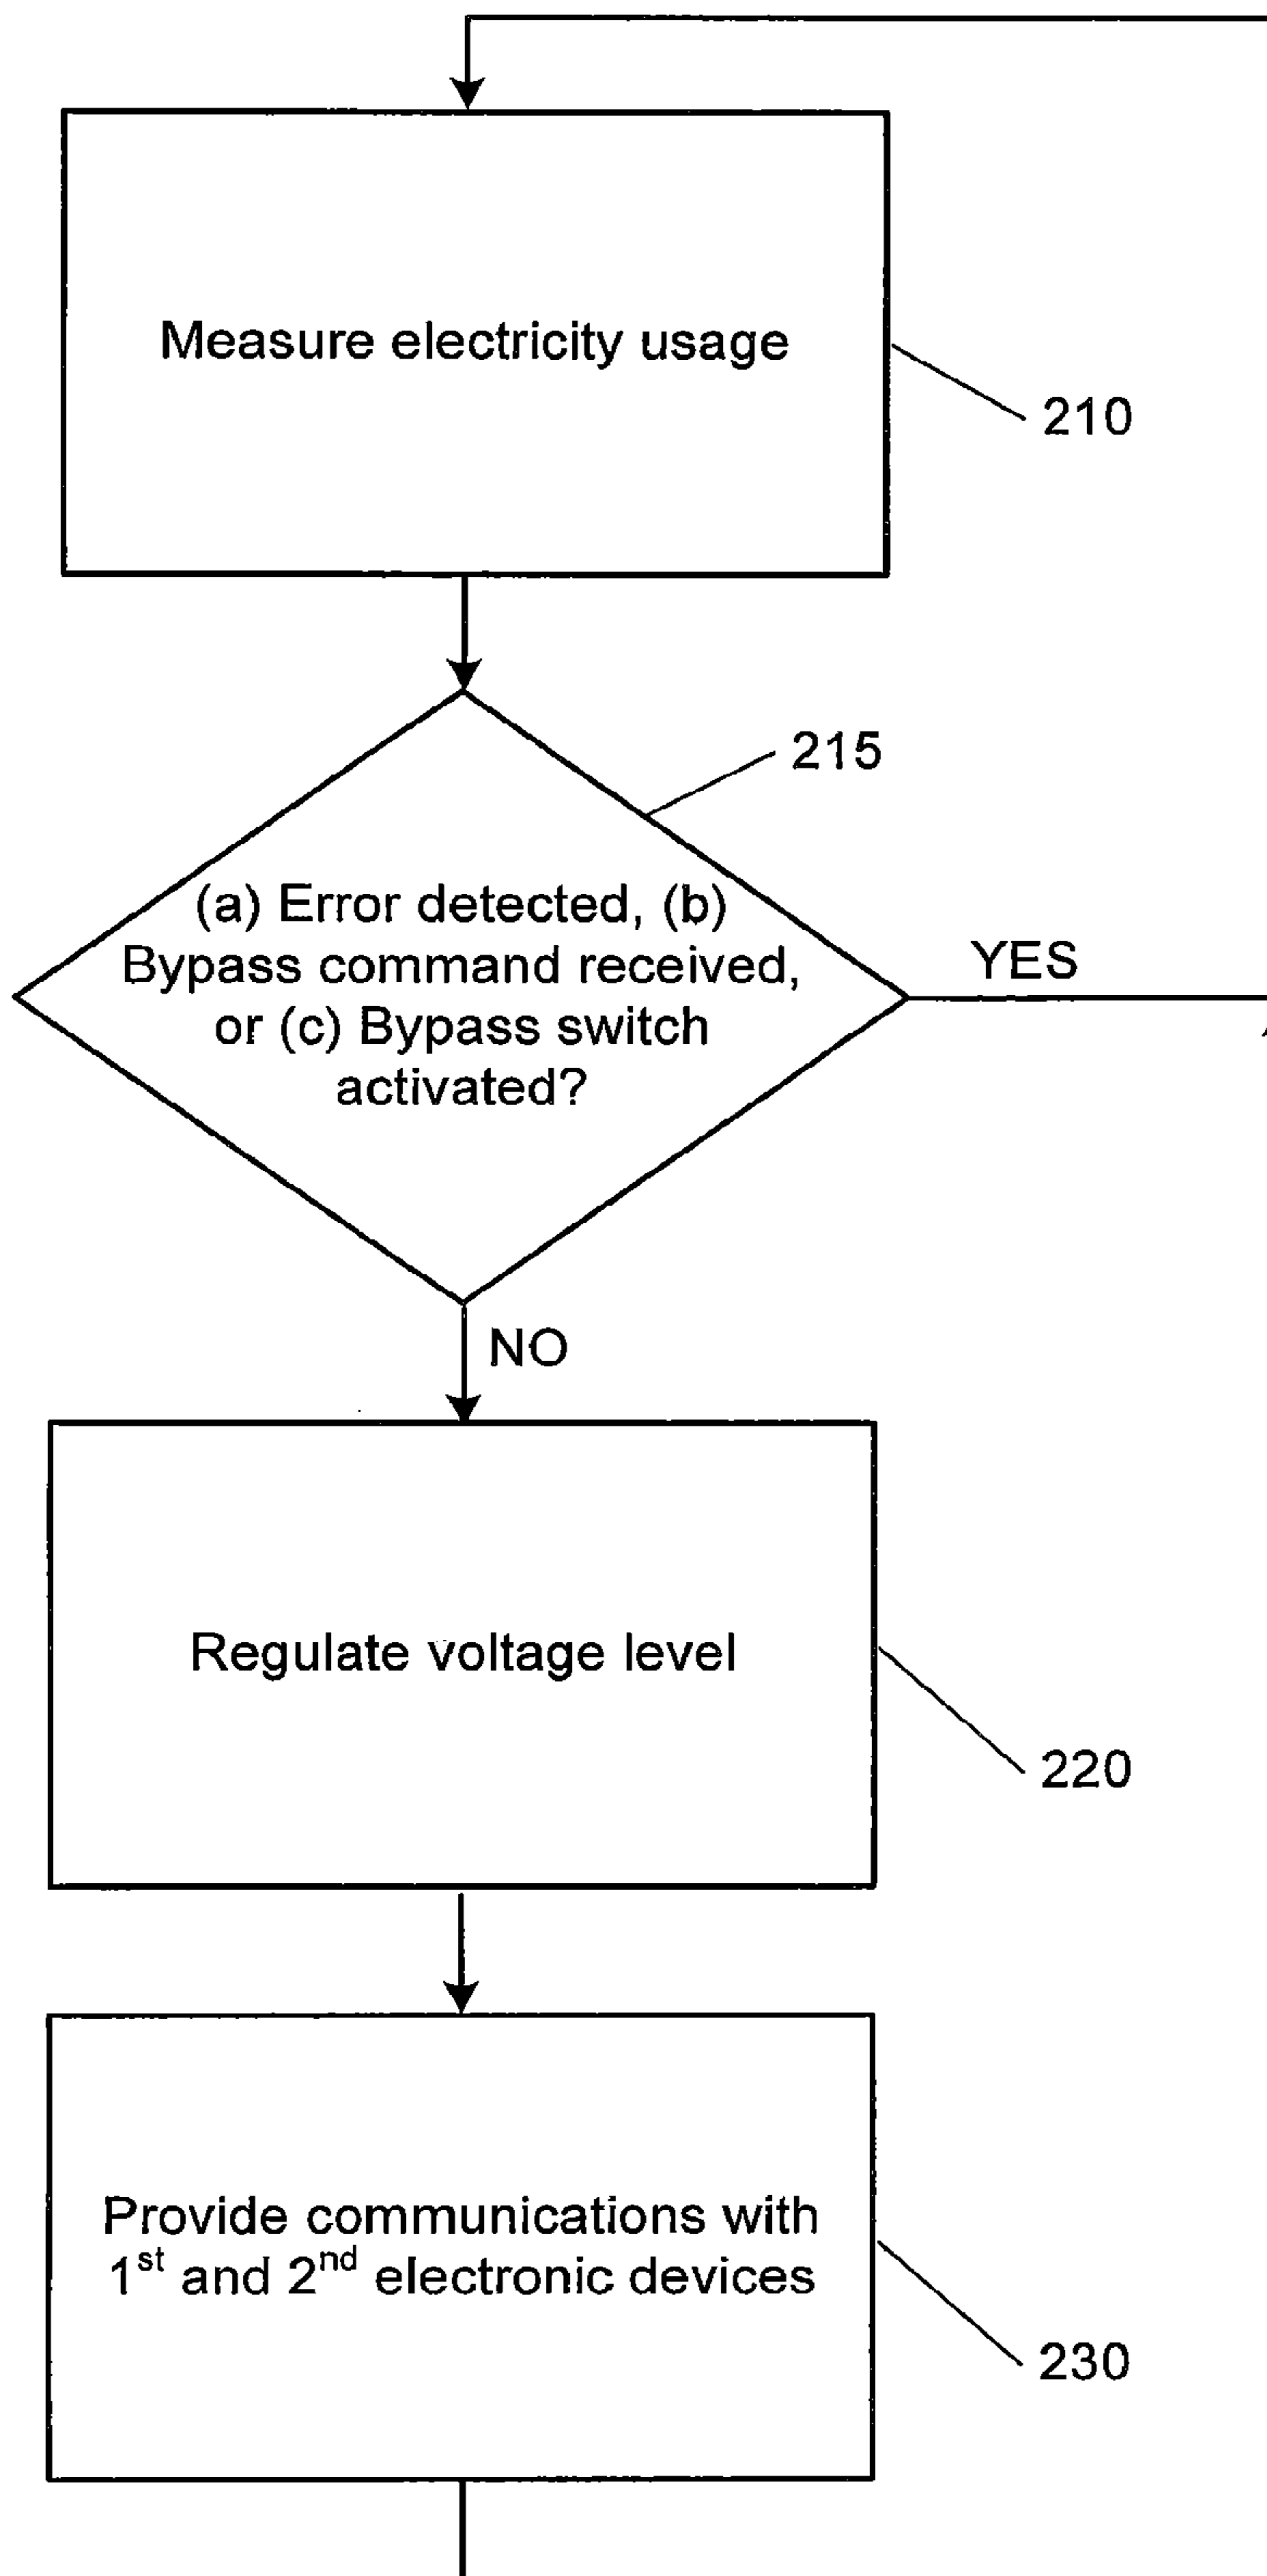 Measure electricity usage
210
215
(a) Error detected, (b)
Bypass command received,
or (c) Bypass switch
activated?
YES
NO
Regulate voltage level
220
Provide communications with
1st and 2nd electronic devices
230